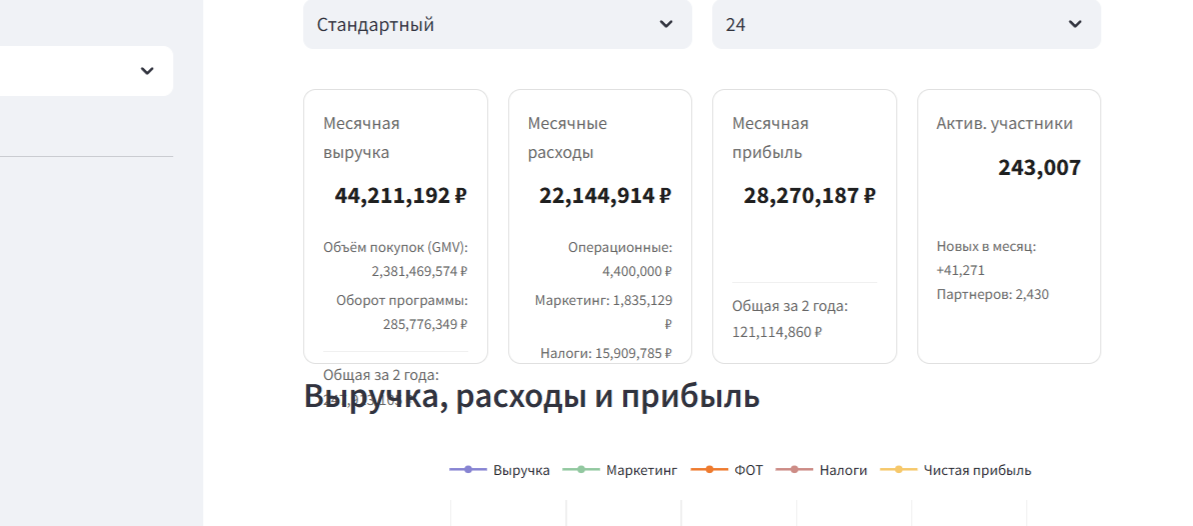 Стандартный
24
Месячная
выручка
44,211,192 ₽
Объём покупок (GMV):
2,381,469,574 ₽
Оборот программы:
285,776,349 ₽
Общая за 2 года:
Месячные
расходы
22,144,914 ₽
Операционные:
4,400,000 ₽
Маркетинг: 1,835,129
₽
Налоги: 15,909,785 ₽
Месячная
прибыль
28,270,187 ₽
Общая за 2 года:
121,114,860 ₽
Актив. участники
243,007
Новых в месяц:
+41,271
Партнеров: 2,430
Выручка, расходы и прибыль
Выручка
Маркетинг
ФОТ
Налоги
Чистая прибыль